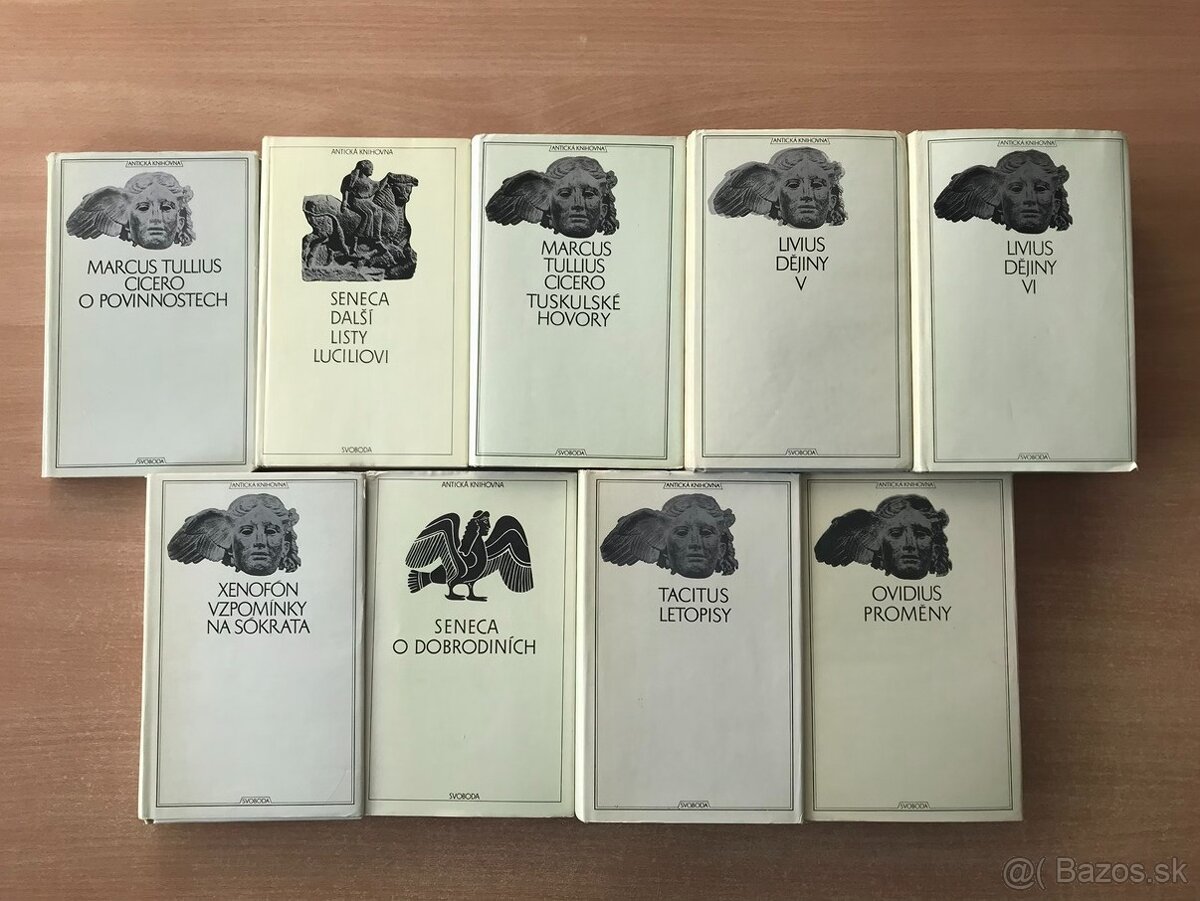 ANTICKÁ KNIHOVNA
MARCUS TULLIUS
CICERO
O POVINNOSTECH
SVOBODA
ANTICKÁ KNIHOVNA
SENECA
DALŠÍ
LISTY
LUCILIOVI
SVOBODA
ANTICKÁ KNIHOVNA
MARCUS
TULLIUS
CICERO
TUSKULSKÉ
HOVORY
SVOBODA
ANTICKÁ KNIHOVNA
LIVIUS
DĚJINY
V
SVOBODA
ANTICKÁ KNIHOVNA
LIVIUS
DĚJINY
VI
SVOBODA
ANTICKÁ KNIHOVNA
XENOFÓN
VZPOMÍNKY
NA SÓKRATA
SVOBODA
ANTICKÁ KNIHOVNA
SENECA
O DOBRODINÍCH
SVOBODA
ANTICKÁ KNIHOVNA
TACITUS
LETOPISY
SVOBODA
ANTICKÁ KNIHOVNA
OVIDIUS
PROMĚNY
SVOBODA
@( Bazos.sk